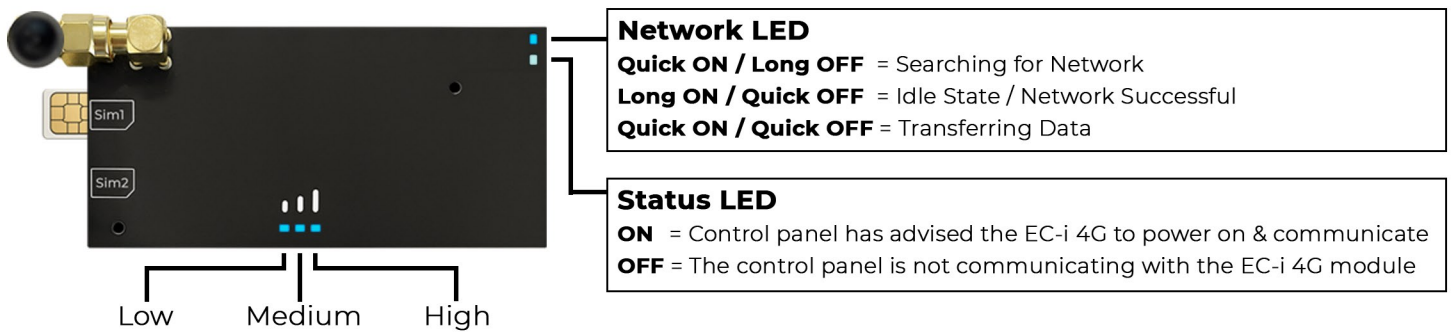 Network LED
Quick ON / Long OFF = Searching for Network
Long ON / Quick OFF = Idle State / Network Successful
Quick ON / Quick OFF = Transferring Data
Sim1
Sim2
Status LED
ON = Control panel has advised the EC-i 4G to power on & communicate
OFF = The control panel is not communicating with the EC-i 4G module
Low Medium High